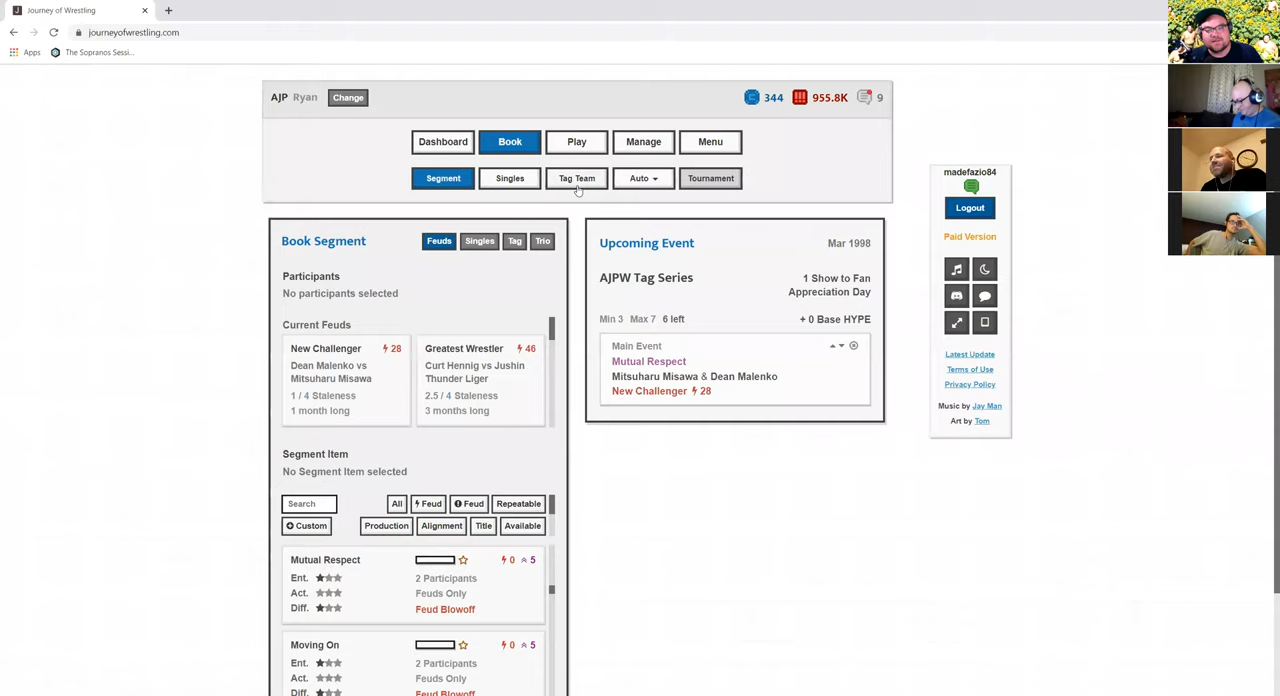 Journey of Wrestling
journeyofwrestling.com
Apps
The Sopranos Sessi...
AJP Ryan Change
344 955.8K 9
Dashboard Book Play Manage Menu
Segment Singles Tag Team Auto Tournament
Book Segment
Feuds Singles Tag Trio
Participants
No participants selected
Current Feuds
New Challenger 28
Dean Malenko vs
Mitsuharu Misawa
1 / 4 Staleness
1 month long
Greatest Wrestler 46
Curt Hennig vs Jushin
Thunder Liger
2.5 / 4 Staleness
3 months long
Segment Item
No Segment Item selected
Search All Feud Feud Repeatable
Custom Production Alignment Title Available
Mutual Respect 0 5
Ent. 2 Participants
Act. Feuds Only
Diff. Feud Blowoff
Moving On 0 5
Ent. 2 Participants
Act. Feuds Only
Diff. Feud Blowoff
Upcoming Event Mar 1998
AJPW Tag Series
1 Show to Fan
Appreciation Day
Min 3 Max 7 6 left + 0 Base HYPE
Main Event
Mutual Respect
Mitsuharu Misawa & Dean Malenko
New Challenger 28
madefazio84
Logout
Paid Version
Latest Update
Terms of Use
Privacy Policy
Music by Jay Man
Art by Tom